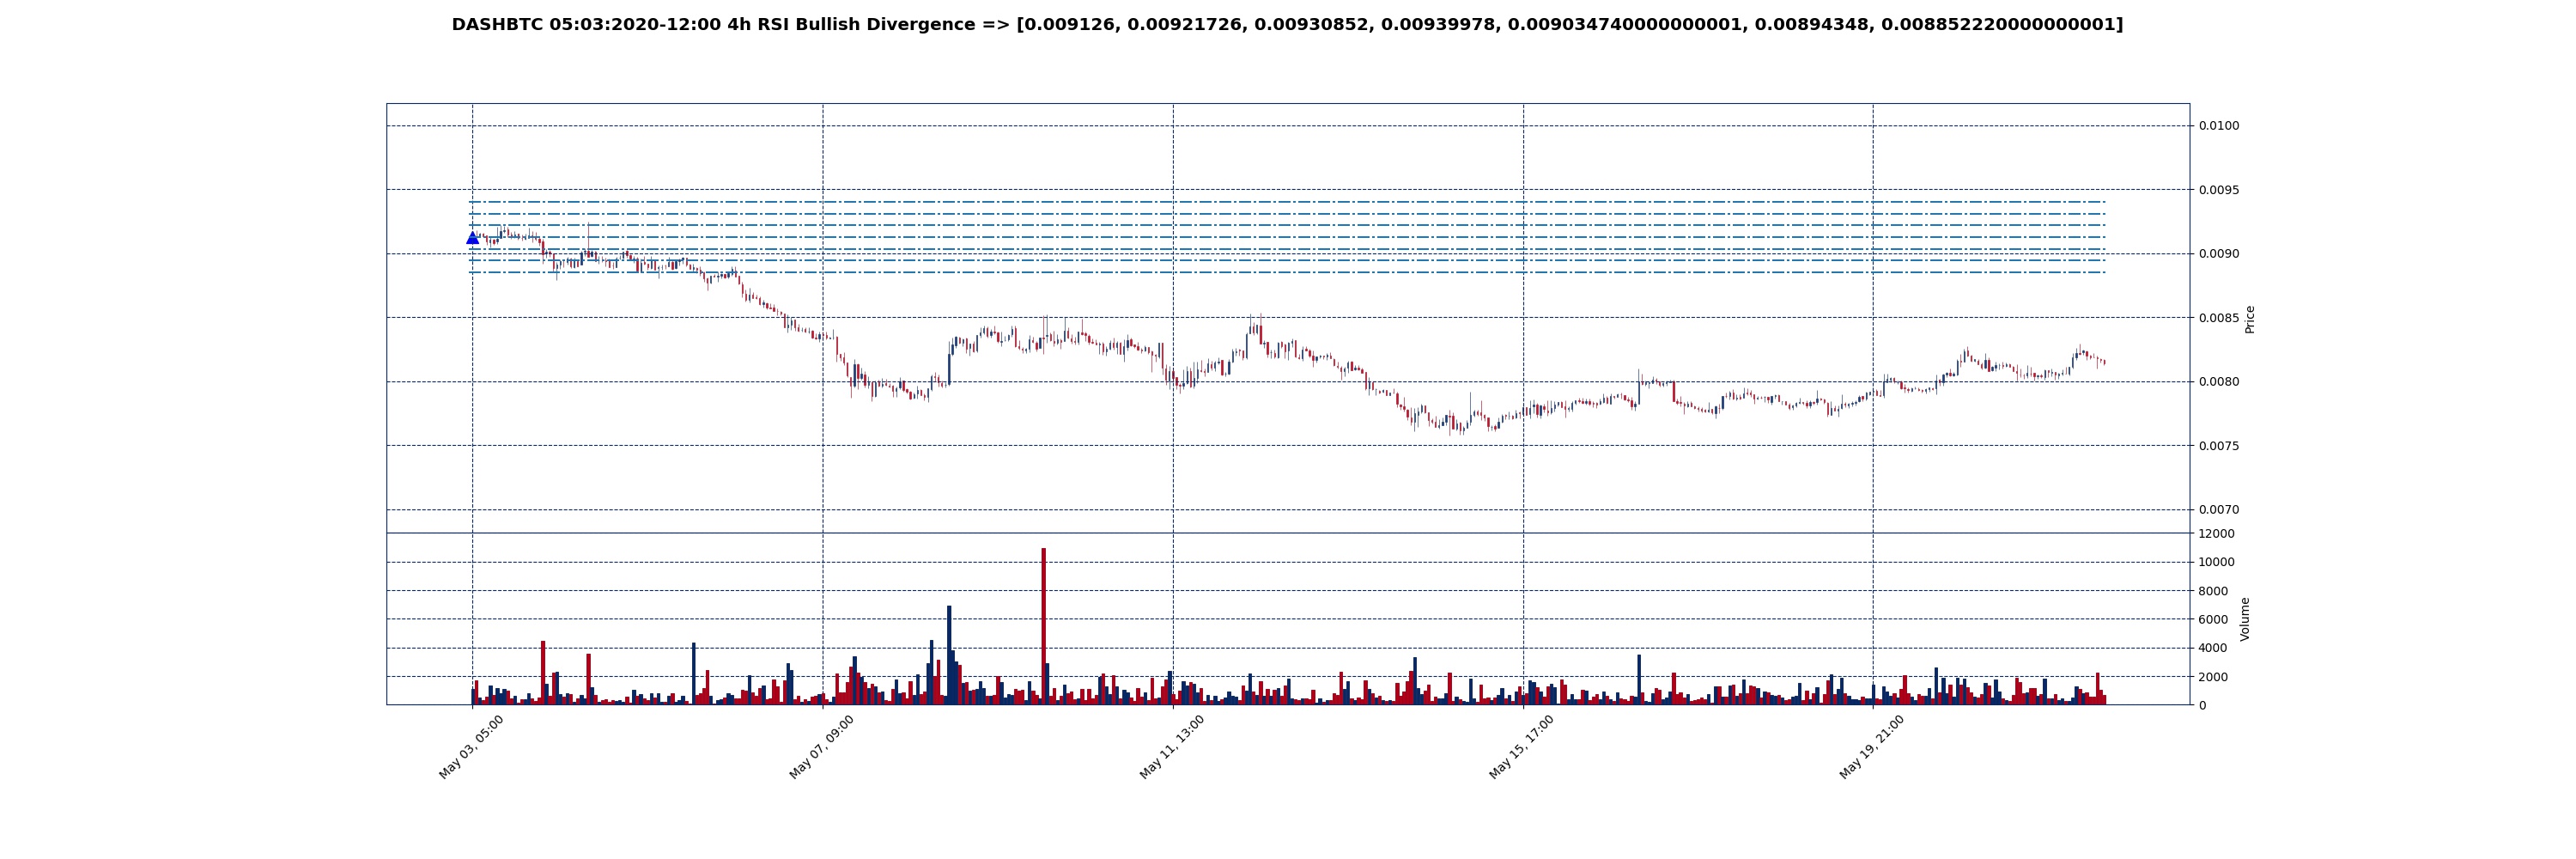 DASHBTC 05:03:2020-12:00 4h RSI Bullish Divergence => [0.009126, 0.00921726, 0.00930852, 0.00939978, 0.009034740000000001, 0.00894348, 0.008852220000000001]
0.0100
0.0095
0.0090
0.0085
0.0080
0.0075
0.0070
Price
12000
10000
8000
6000
4000
2000
0
Volume
May 03, 05:00
May 07, 09:00
May 11, 13:00
May 15, 17:00
May 19, 21:00